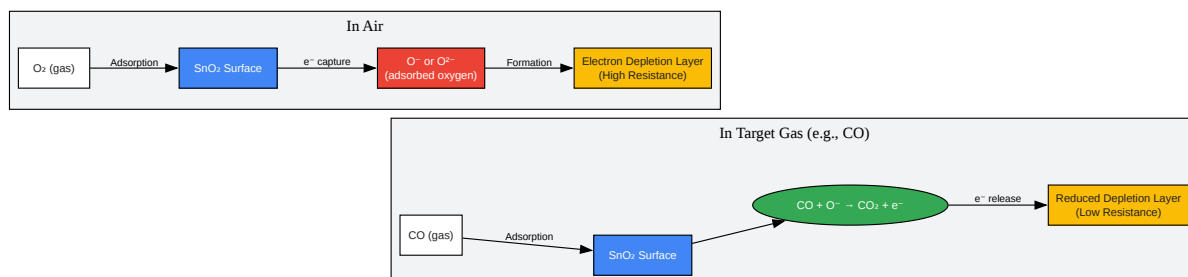 In Air
O₂ (gas)
Adsorption
SnO₂ Surface
e⁻ capture
O⁻ or O²⁻
(adsorbed oxygen)
Formation
Electron Depletion Layer
(High Resistance)
In Target Gas (e.g., CO)
CO (gas)
Adsorption
SnO₂ Surface
CO + O⁻ → CO₂ + e⁻
e⁻ release
Reduced Depletion Layer
(Low Resistance)